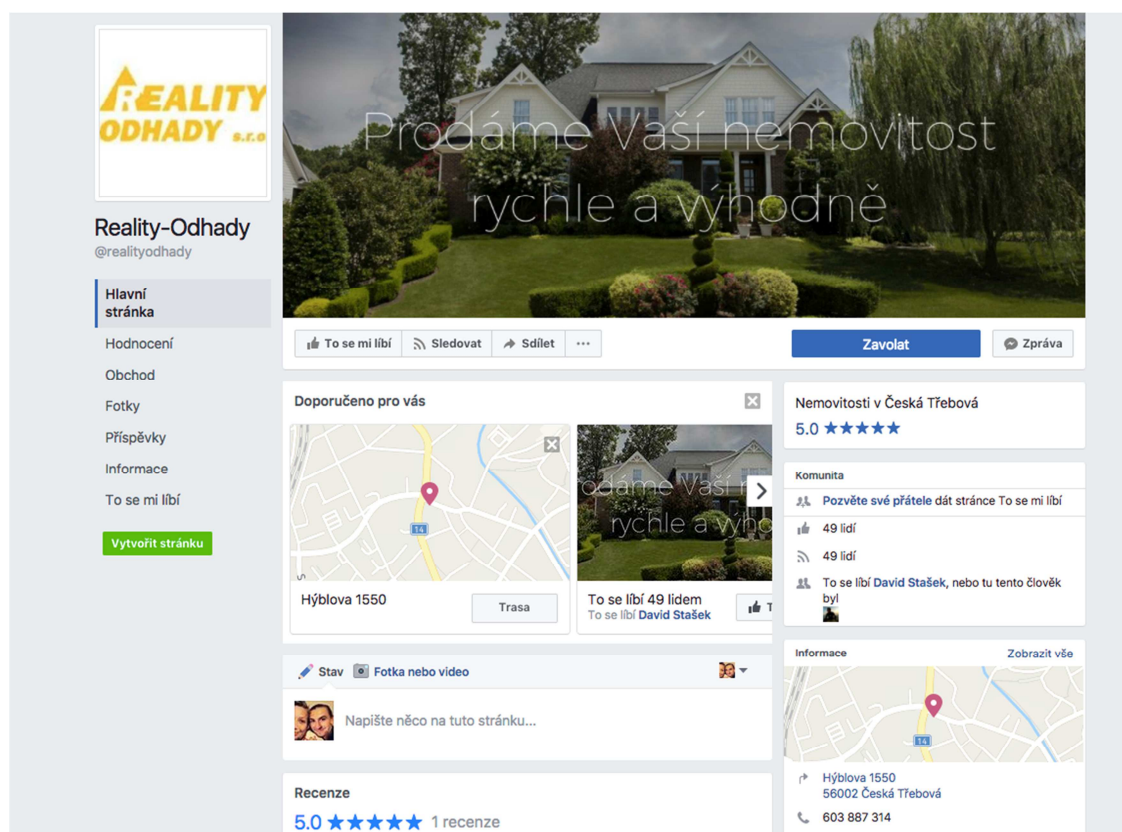 REALITY
ODHADY s.r.o
Reality-Odhady
@realityodhady
Hlavní
stránka
Hodnocení
Obchod
Fotky
Příspěvky
Informace
To se mi líbí
Vytvořit stránku
Prodáme Vaší nemovitost
rychle a výhodně
To se mi líbí
Sledovat
Sdílet
Zavolat
Zpráva
Doporučeno pro vás
14
Hýblova 1550
Trasa
odáme Vaší n
rychle a výho
To se líbí 49 lidem
To se líbí David Stašek
T
Stav
Fotka nebo video
Napište něco na tuto stránku...
Recenze
5.0 ★★★★★ 1 recenze
Nemovitosti v Česká Třebová
5.0 ★★★★★
Komunita
Pozvěte své přátele dát stránce To se mi líbí
49 lidí
49 lidí
To se líbí David Stašek, nebo tu tento člověk
byl
Informace
Zobrazit vše
14
Hýblova 1550
56002 Česká Třebová
603 887 314